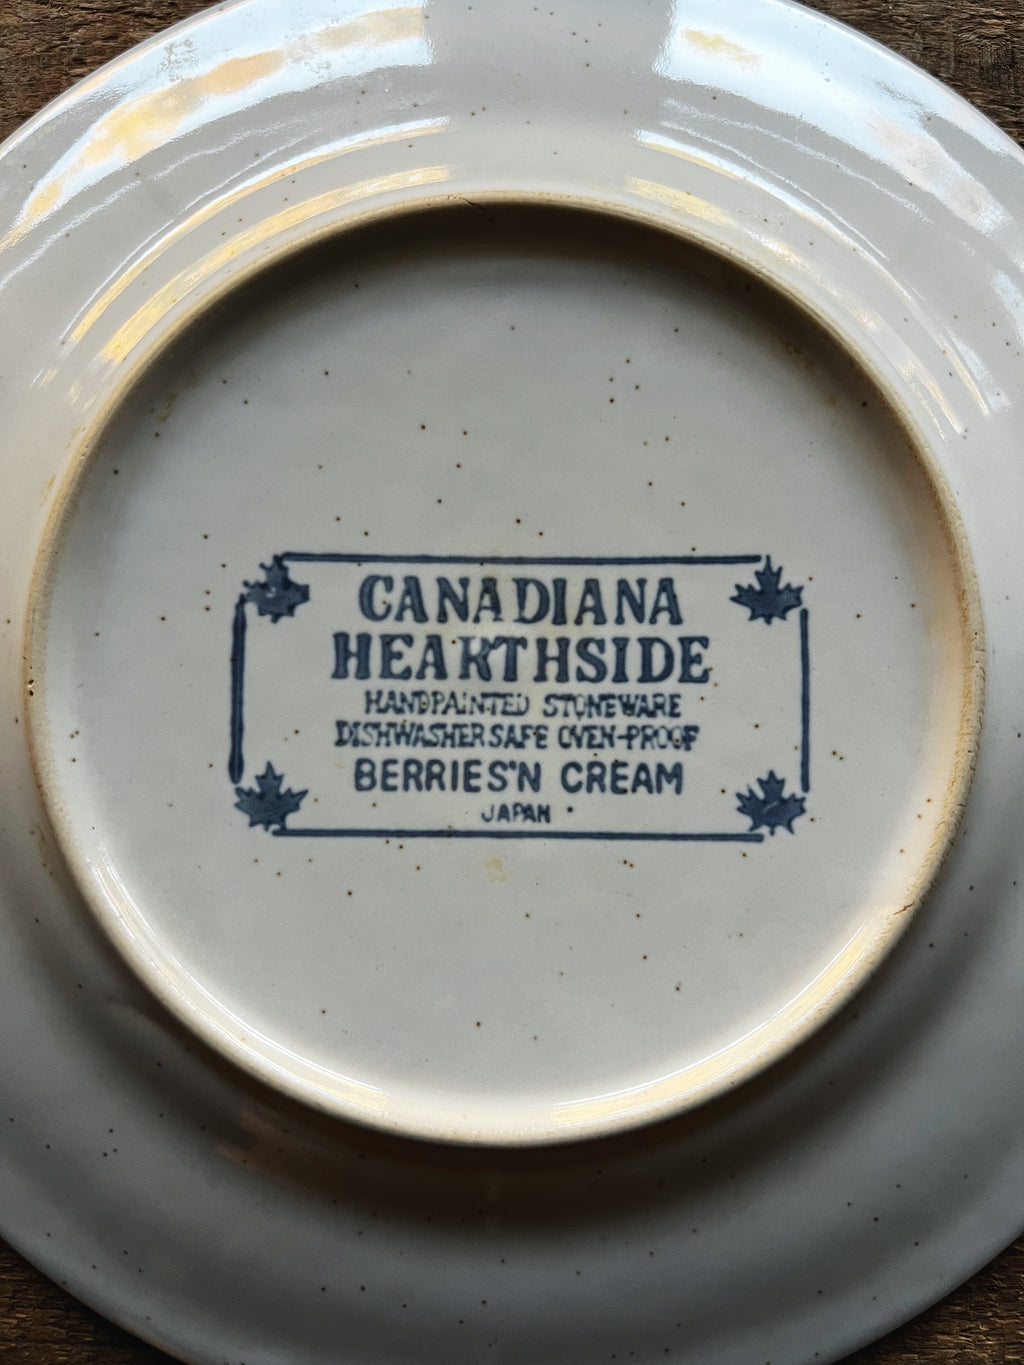 CANADIANA
HEARTHSIDE
HANDPAINTED STONEWARE
DISHWASHER SAFE OVEN-PROOF
BERRIES'N CREAM
JAPAN